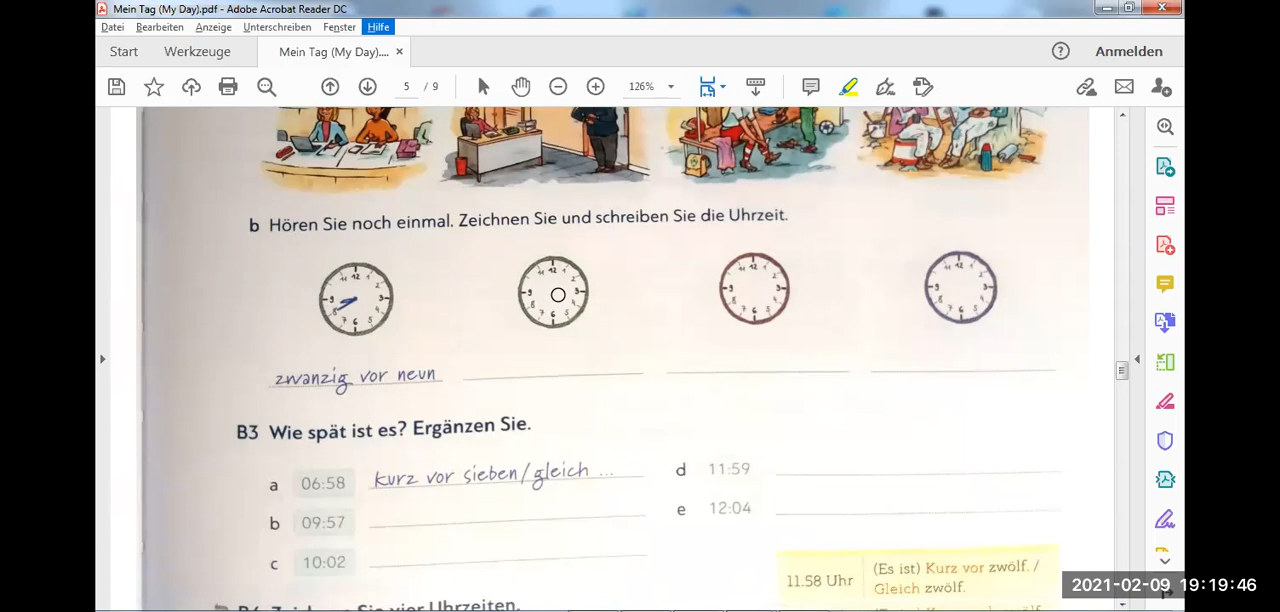 Mein Tag (My Day).pdf - Adobe Acrobat Reader DC
Datei Bearbeiten Anzeige Unterschreiben Fenster Hilfe
Start Werkzeuge Mein Tag (My Day).... × Anmelden
5 / 9 126%
b Hören Sie noch einmal. Zeichnen Sie und schreiben Sie die Uhrzeit.
zwanzig vor neun
B3 Wie spät ist es? Ergänzen Sie.
a 06:58 kurz vor sieben/gleich ...
d 11:59
b 09:57
e 12:04
c 10:02
11.58 Uhr (Es ist) Kurz vor zwölf. /
Gleich zwölf.
2021-02-09 19:19:46